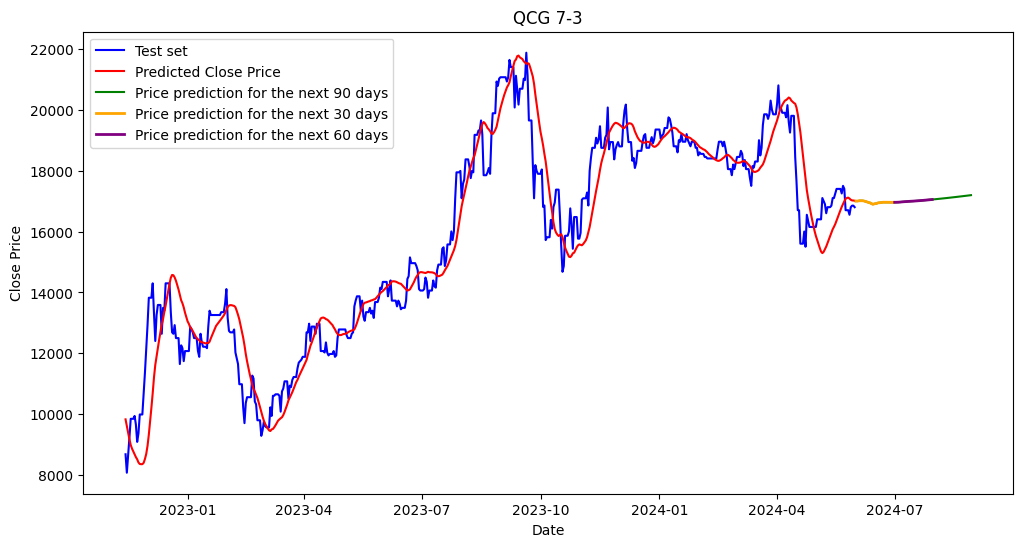 QCG 7-3
Test set
Predicted Close Price
Price prediction for the next 90 days
Price prediction for the next 30 days
Price prediction for the next 60 days
Close Price
22000
20000
18000
16000
14000
12000
10000
8000
2023-01 2023-04 2023-07 2023-10 2024-01 2024-04 2024-07
Date